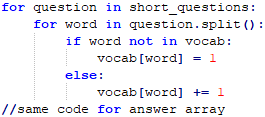 for question in short_questions:
    for word in question.split():
        if word not in vocab:
            vocab[word] = 1
        else:
            vocab[word] += 1
//same code for answer array